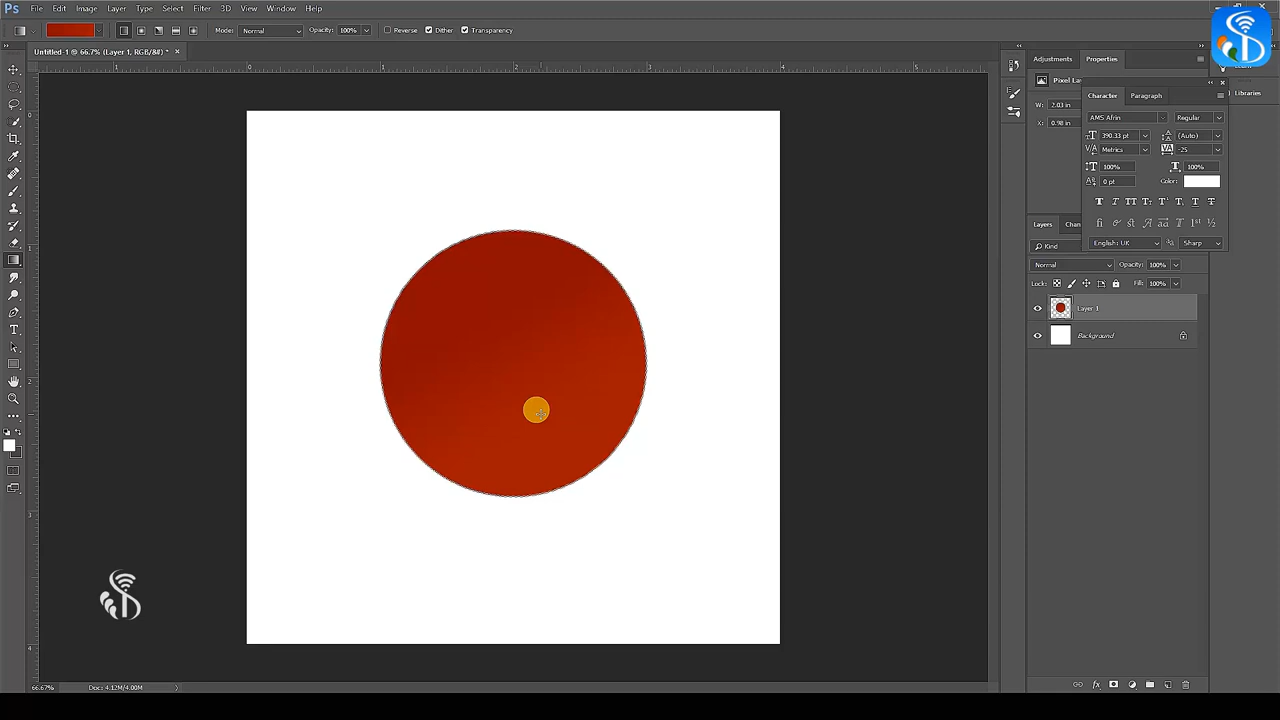 Ps File Edit Image Layer Type Select Filter 3D View Window Help
Mode: Normal Opacity: 100% Reverse Dither Transparency
Untitled-1 @ 66.7% (Layer 1, RGB/8#) * ×
Adjustments Properties
Pixel La
Libraries
Character Paragraph
W: 2.03 in
X: 0.98 in
AMS Afrin Regular
390.33 pt (Auto)
Metrics -25
100% 100%
0 pt Color:
English: UK Sharp
Layers Chan
Kind
Normal Opacity: 100%
Lock: Fill: 100%
Layer 1
Background
66.67% Doc: 4.12M/4.00M